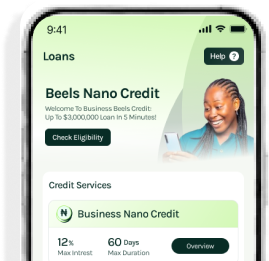 9:41
Loans
Help ?
Beels Nano Credit
Welcome To Business Beels Credit:
Up To $3,000,000 Loan In 5 Minutes!
Check Eligibility
Credit Services
₦ Business Nano Credit
12% 60 Days Overview
Max Intrest Max Duration